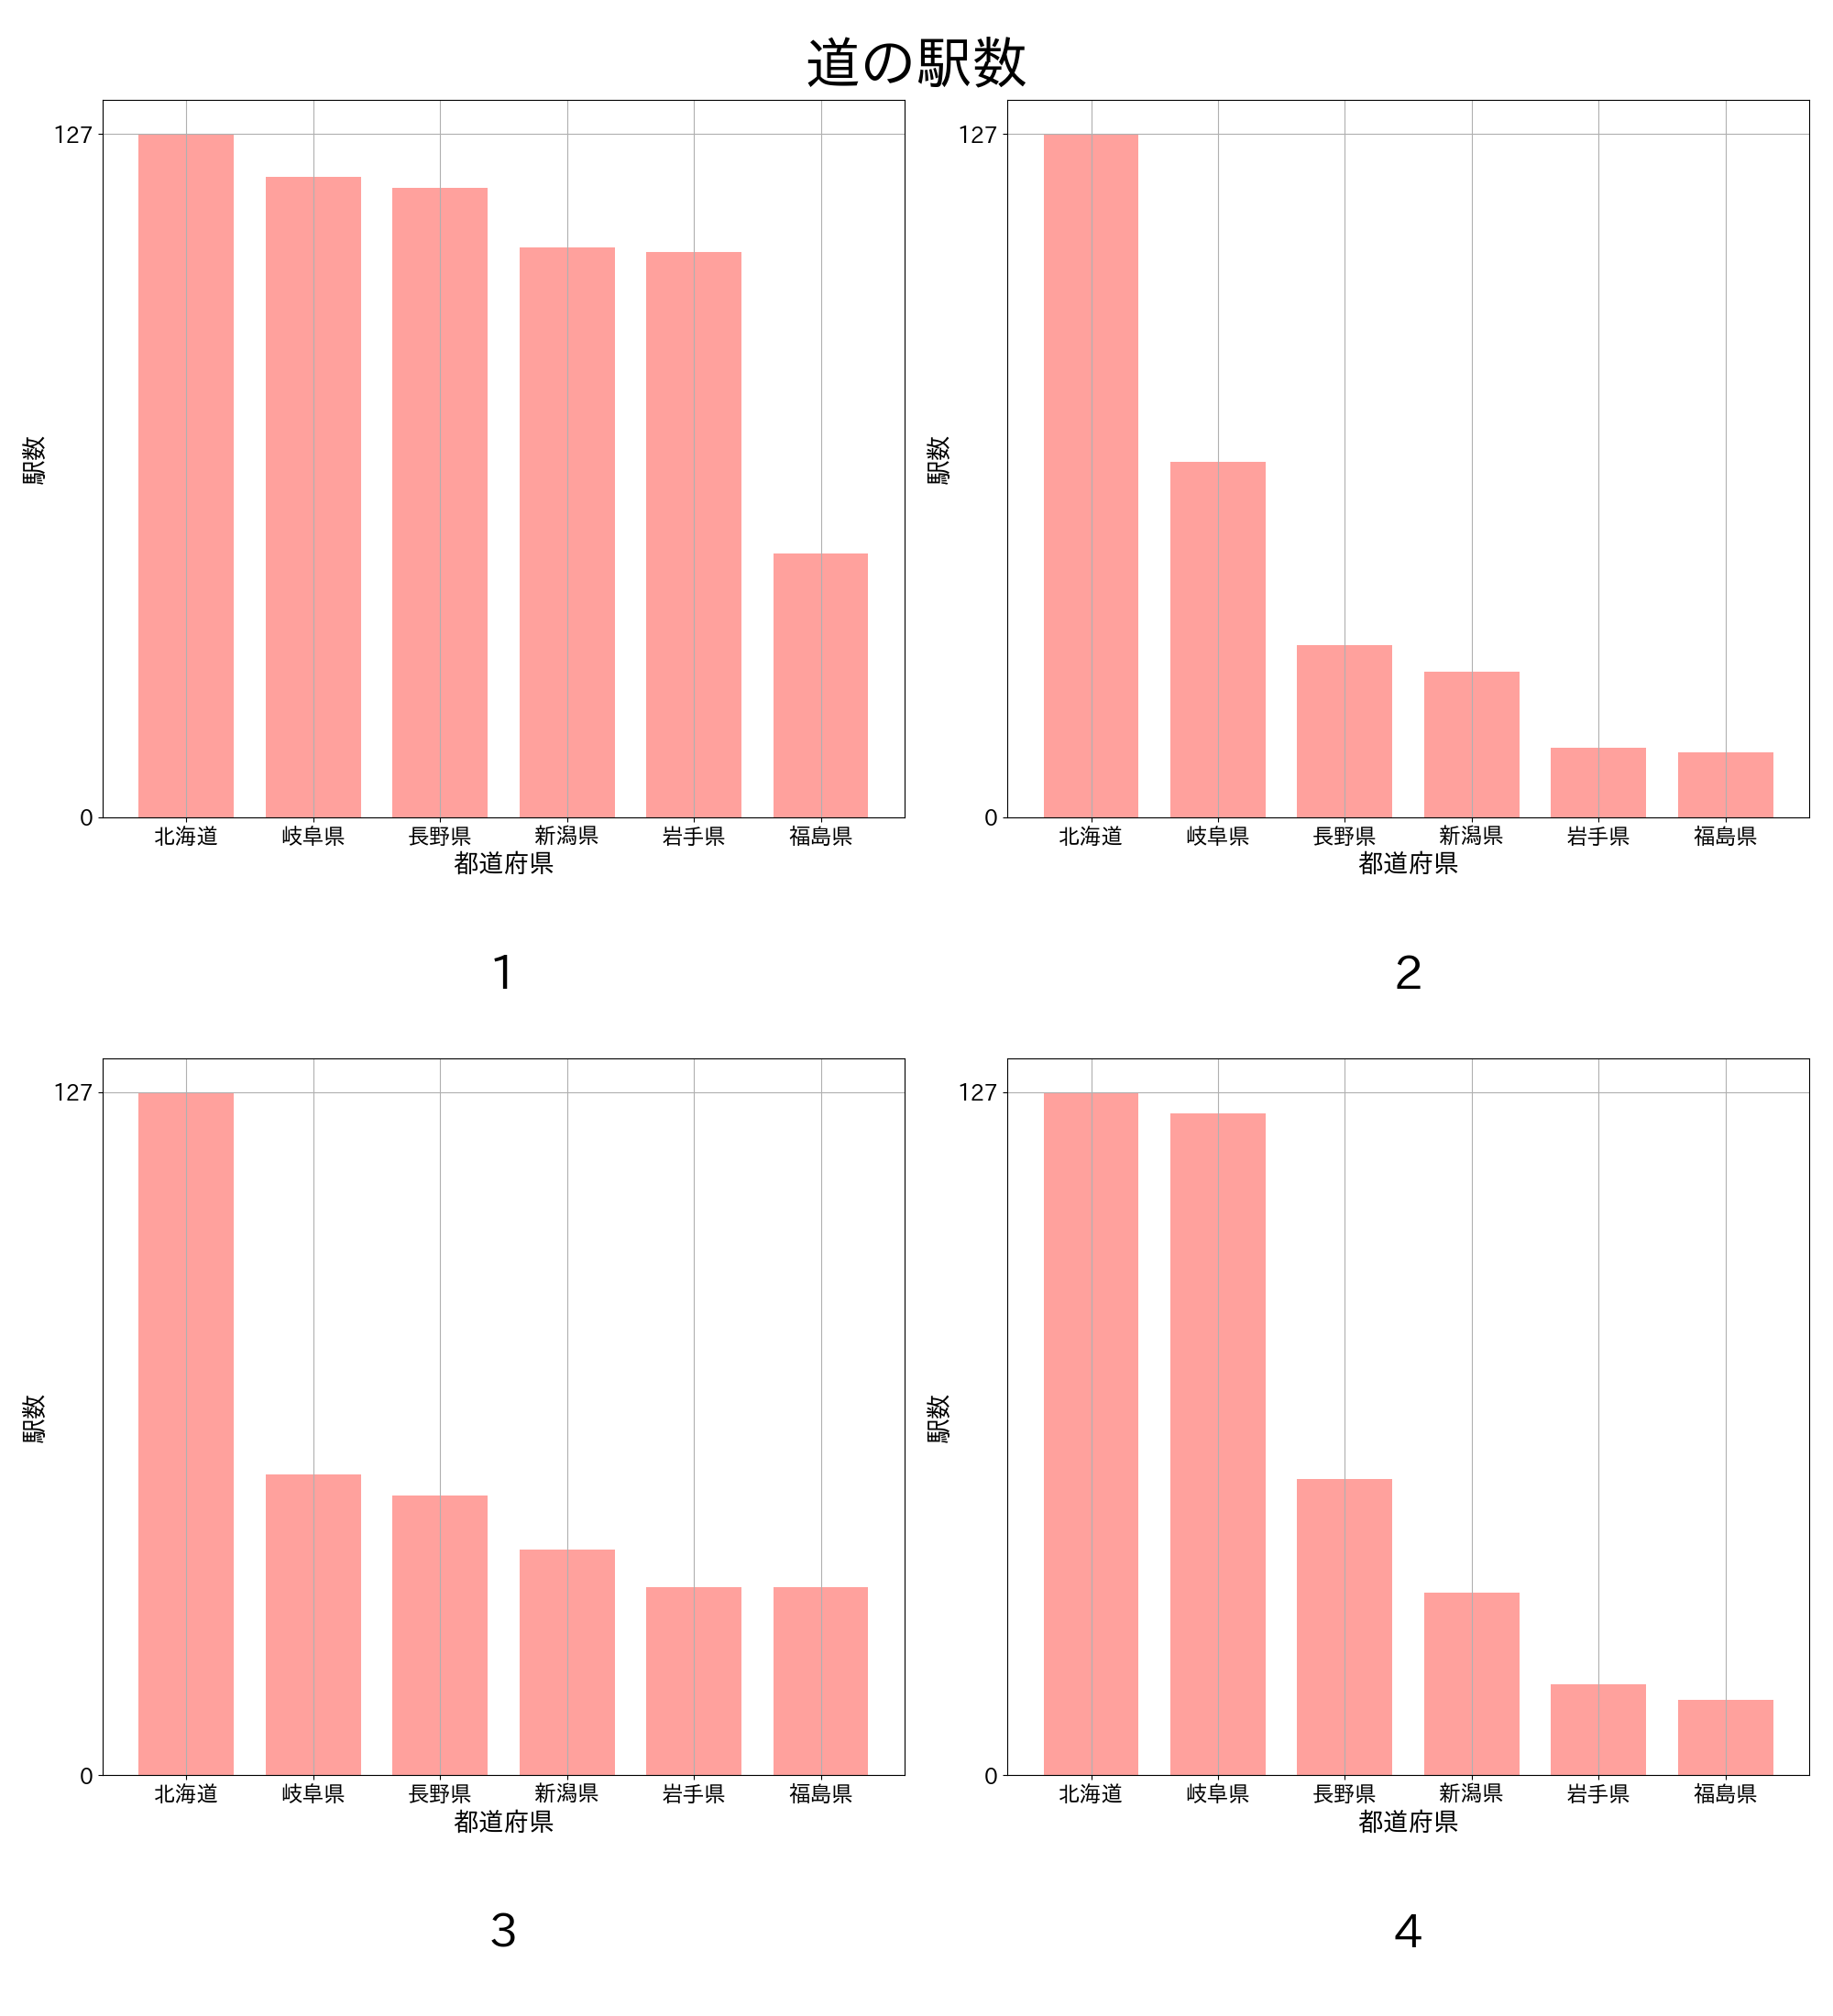 道の駅数
127
0
駅数
北海道 岐阜県 長野県 新潟県 岩手県 福島県
都道府県
1
127
0
駅数
北海道 岐阜県 長野県 新潟県 岩手県 福島県
都道府県
2
127
0
駅数
北海道 岐阜県 長野県 新潟県 岩手県 福島県
都道府県
3
127
0
駅数
北海道 岐阜県 長野県 新潟県 岩手県 福島県
都道府県
4